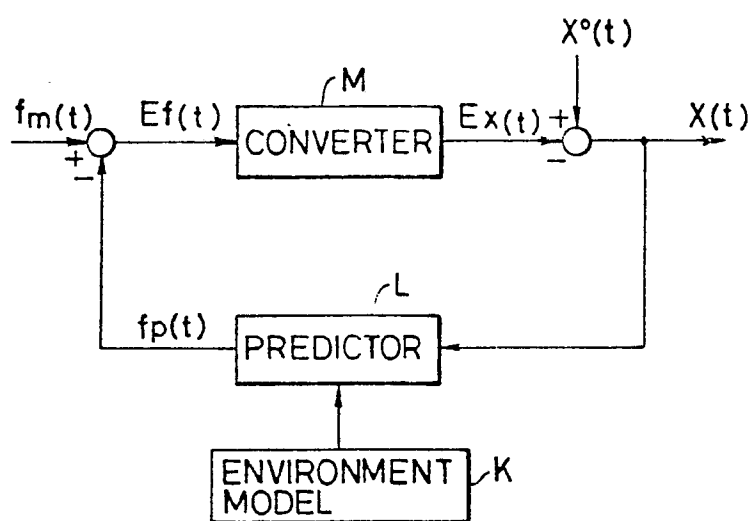 X°(t)
M
fm(t)
Ef(t)
CONVERTER
Ex(t)
+
-
X(t)
+
-
L
fp(t)
PREDICTOR
ENVIRONMENT
MODEL
K